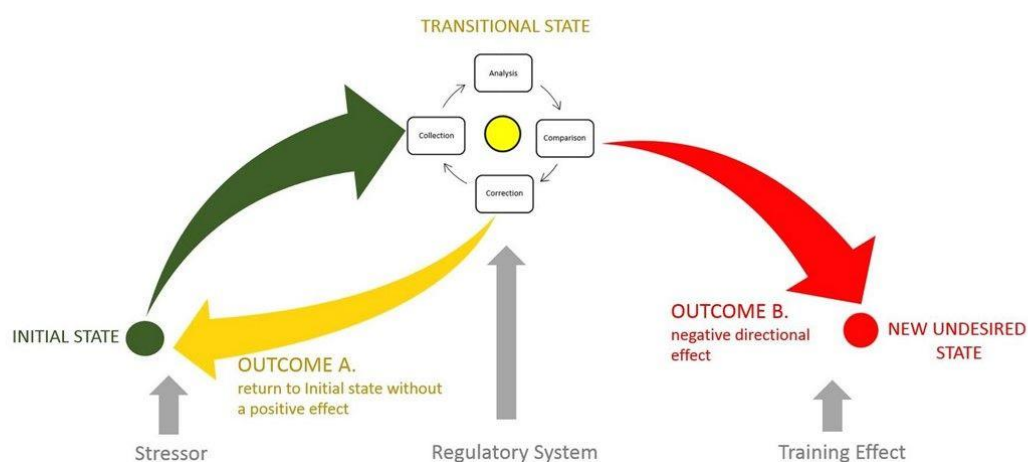 TRANSITIONAL STATE
Analysis
Collection
Comparison
Correction
INITIAL STATE
OUTCOME A.
return to Initial state without
a positive effect
OUTCOME B.
negative directional
effect
NEW UNDESIRED
STATE
Stressor
Regulatory System
Training Effect